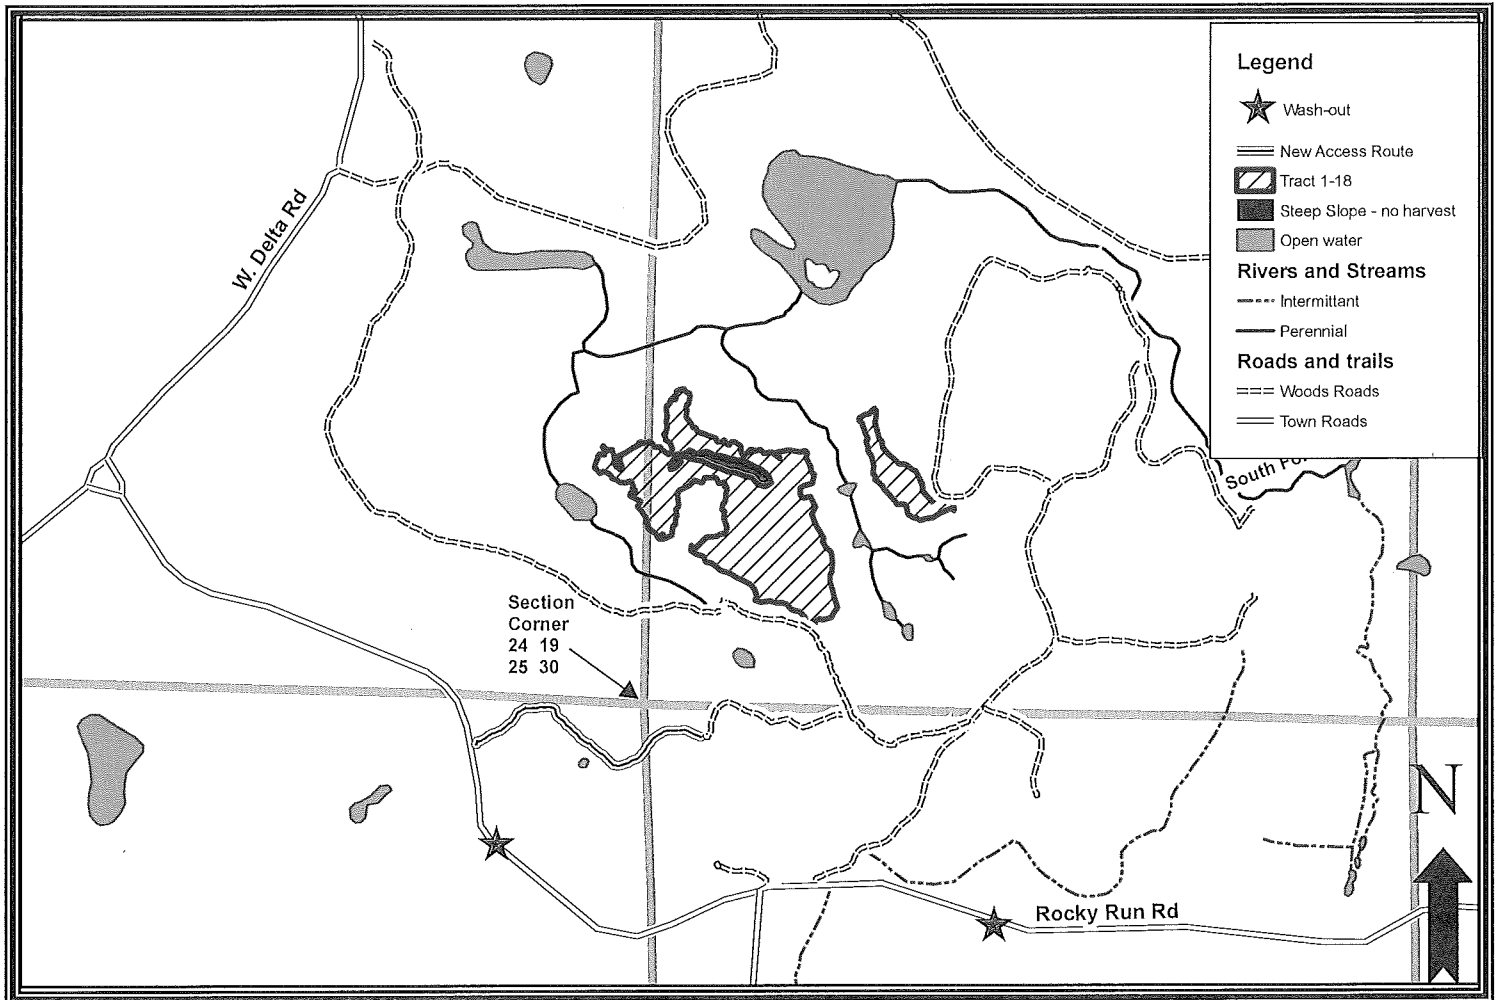 Legend
Wash-out
New Access Route
Tract 1-18
Steep Slope - no harvest
Open water
Rivers and Streams
Intermittant
Perennial
Roads and trails
Woods Roads
Town Roads
W. Delta Rd
South
Section
Corner
24 19
25 30
N
Rocky Run Rd